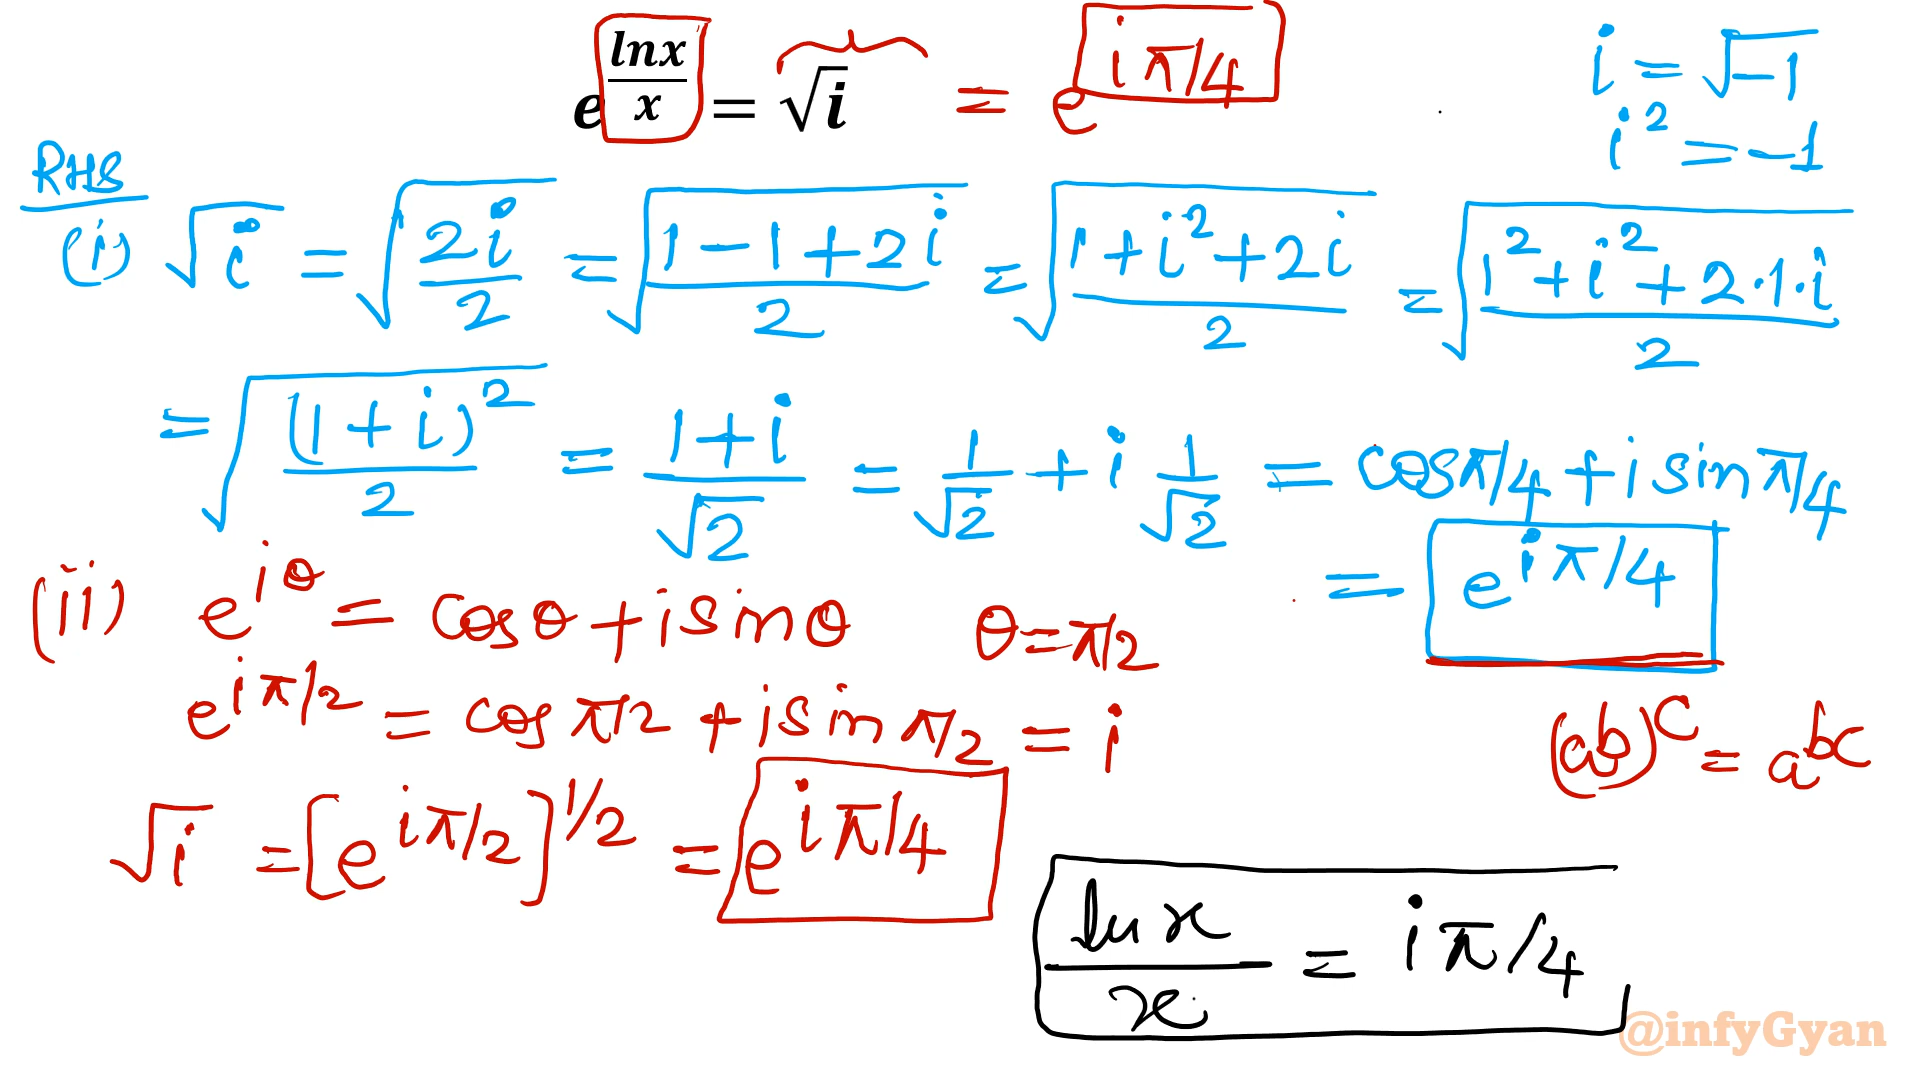 e^(lnx/x) = √i = e^(iπ/4)
i = √-1
i² = -1
RHS
(i) √i = √(2i/2) = √((1-1+2i)/2) = √((1+i²+2i)/2) = √((1²+i²+2·1·i)/2)
= √((1+i)²/2) = (1+i)/√2 = 1/√2 + i 1/√2 = cosπ/4 + i sinπ/4
= e^(iπ/4)
(ii) e^(iθ) = cosθ + i sinθ θ = π/2
e^(iπ/2) = cos π/2 + i sin π/2 = i
(a^b)^c = a^(bc)
√i = [e^(iπ/2)]^(1/2) = e^(iπ/4)
ln x / x = iπ/4
@infyGyan